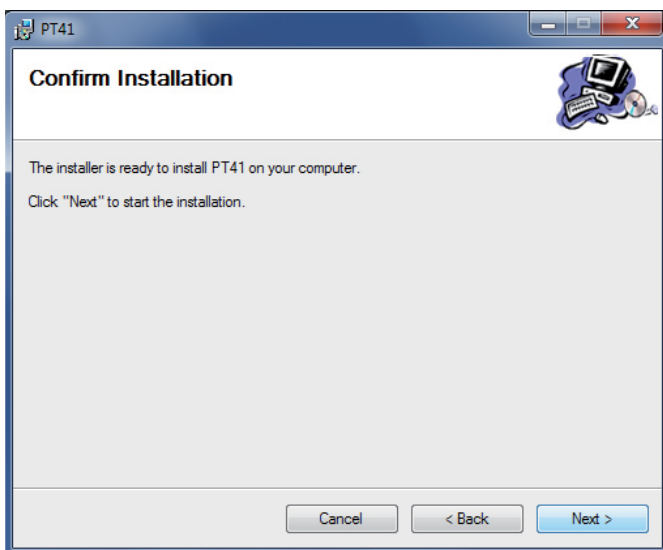 PT41
Confirm Installation
The installer is ready to install PT41 on your computer.
Click "Next" to start the installation.
Cancel
< Back
Next >